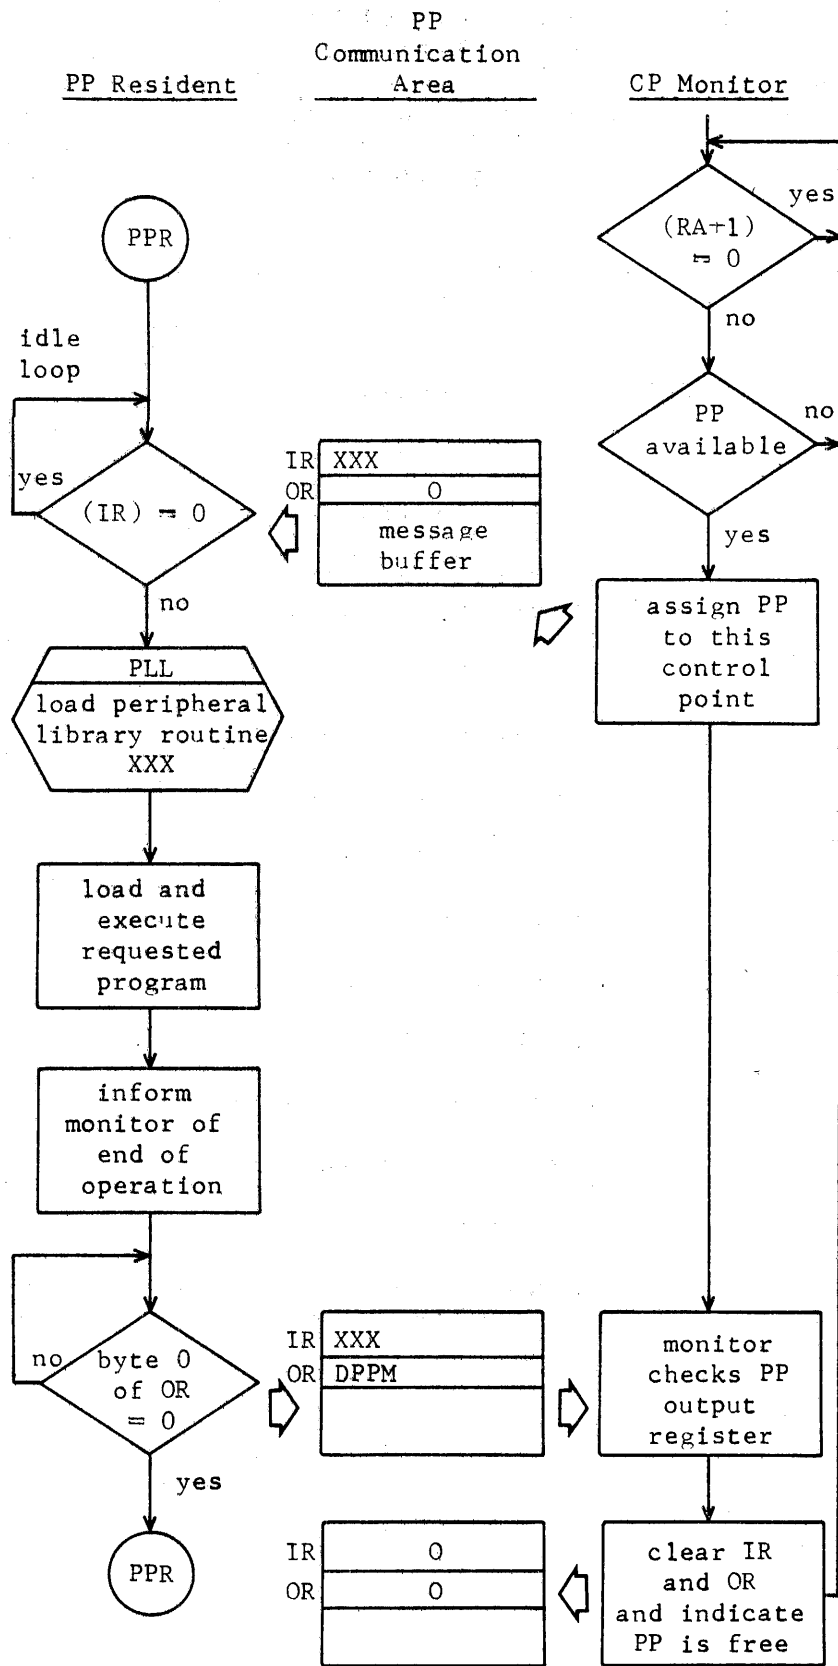 PP
Communication
Area
PP Resident
CP Monitor
PPR
(RA+1)
= 0
yes
no
idle
loop
PP
available
no
yes
yes
(IR) = 0
no
IR XXX
OR 0
message
buffer
assign PP
to this
control
point
PLL
load peripheral
library routine
XXX
load and
execute
requested
program
inform
monitor of
end of
operation
no
byte 0
of OR
= 0
yes
IR XXX
OR DPPM
monitor
checks PP
output
register
PPR
IR 0
OR 0
clear IR
and OR
and indicate
PP is free